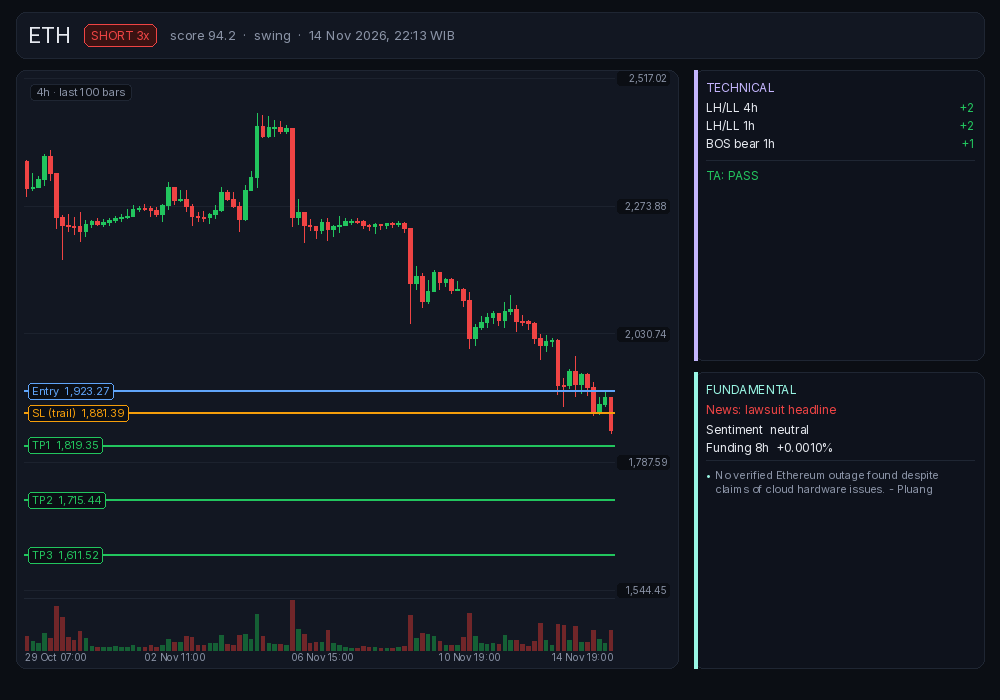 ETH SHORT 3x score 94.2 · swing · 14 Nov 2026, 22:13 WIB
4h · last 100 bars
2,517.02
2,273.88
2,030.74
Entry 1,923.27
SL (trail) 1,881.39
TP1 1,819.35
1,787.59
TP2 1,715.44
TP3 1,611.52
1,544.45
29 Oct 07:00 02 Nov 11:00 06 Nov 15:00 10 Nov 19:00 14 Nov 19:00
TECHNICAL
LH/LL 4h +2
LH/LL 1h +2
BOS bear 1h +1
TA: PASS
FUNDAMENTAL
News: lawsuit headline
Sentiment neutral
Funding 8h +0.0010%
• No verified Ethereum outage found despite
claims of cloud hardware issues. - Pluang